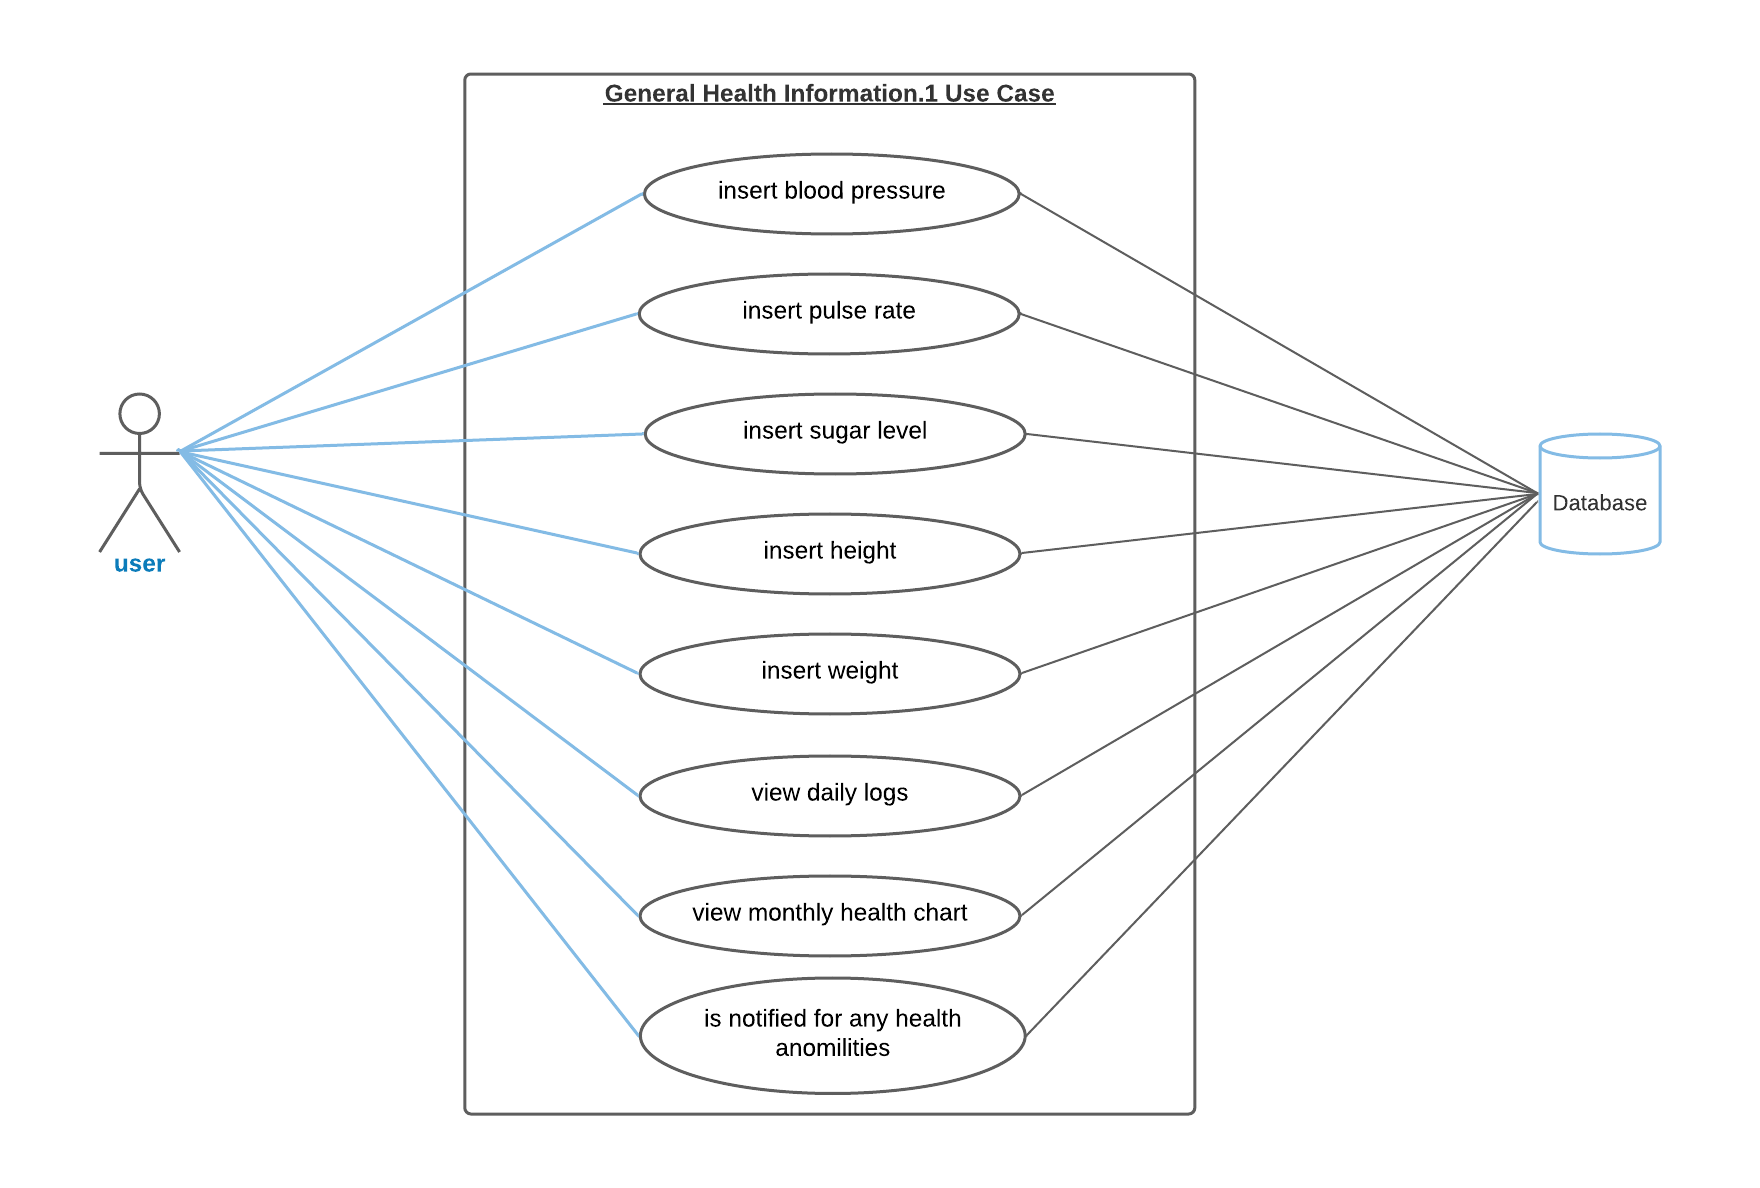 General Health Information.1 Use Case
insert blood pressure
insert pulse rate
insert sugar level
insert height
insert weight
view daily logs
view monthly health chart
is notified for any health
anomilities
user
Database